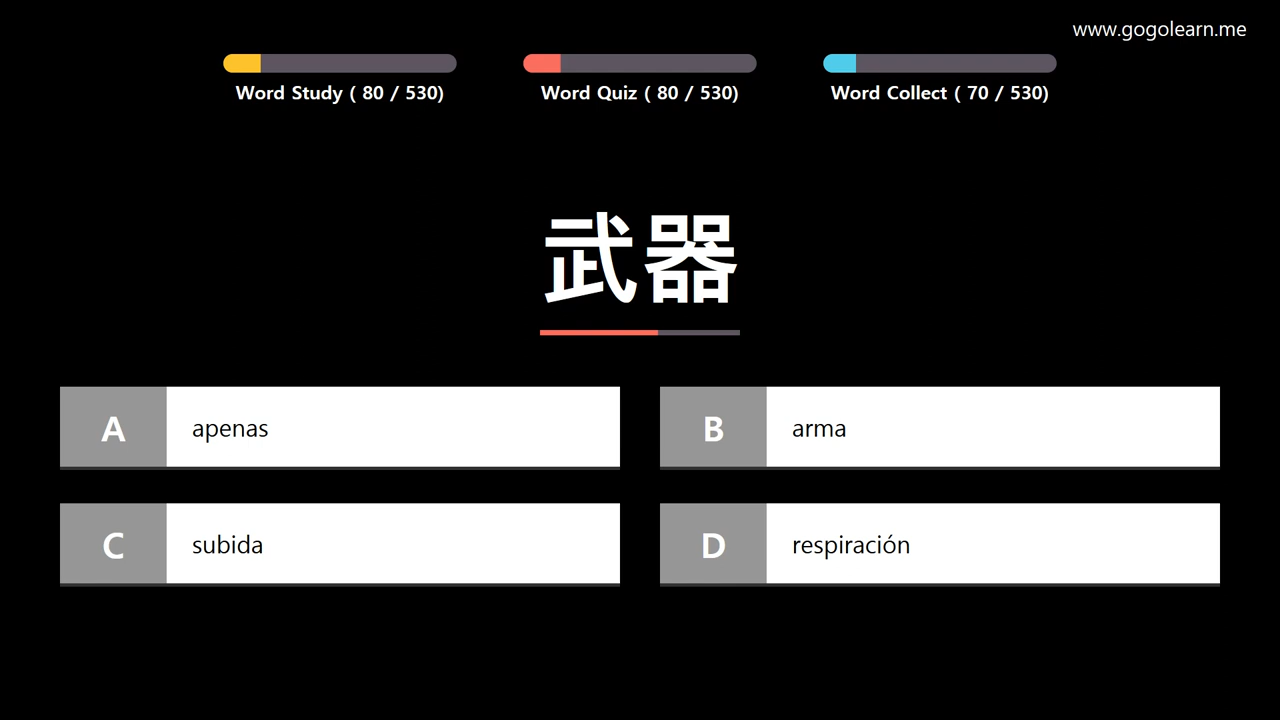 www.gogolearn.me
Word Study ( 80 / 530)
Word Quiz ( 80 / 530)
Word Collect ( 70 / 530)
武器
A
apenas
B
arma
C
subida
D
respiración